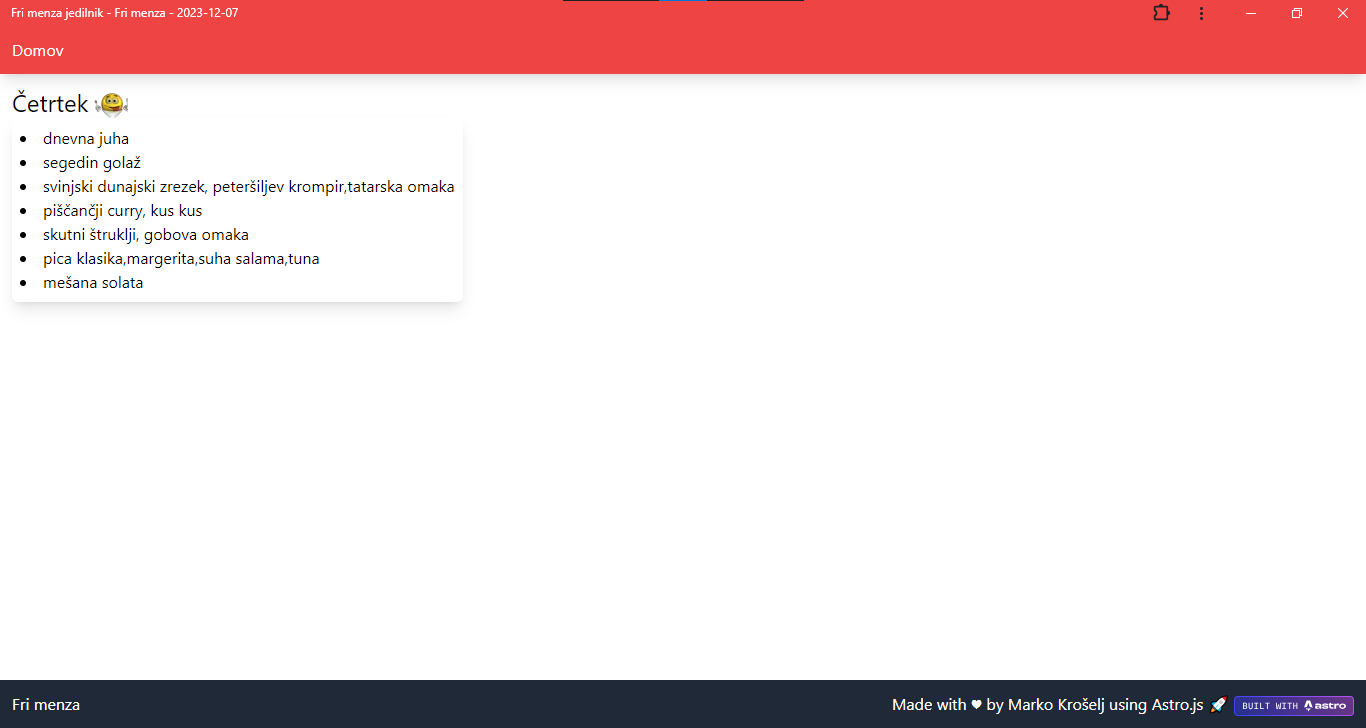 Fri menza jedilnik - Fri menza - 2023-12-07
Domov
Četrtek
dnevna juha
segedin golaž
svinjski dunajski zrezek, peteršiljev krompir,tatarska omaka
piščančji curry, kus kus
skutni štruklji, gobova omaka
pica klasika,margerita,suha salama,tuna
mešana solata
Fri menza
Made with ♥ by Marko Krošelj using Astro.js 🚀 BUILT WITH astro